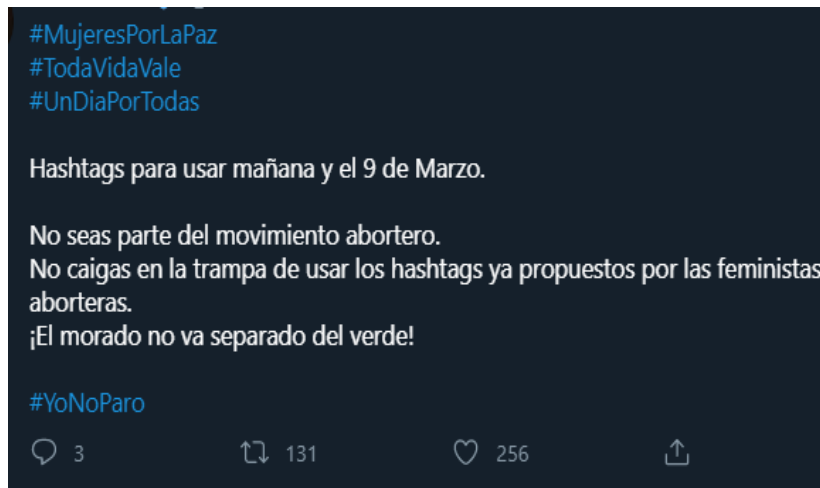 #MujeresPorLaPaz
#TodaVidaVale
#UnDiaPorTodas
Hashtags para usar mañana y el 9 de Marzo.
No seas parte del movimiento abortero.
No caigas en la trampa de usar los hashtags ya propuestos por las feministas
aborteras.
¡El morado no va separado del verde!
#YoNoParo
3 131 256